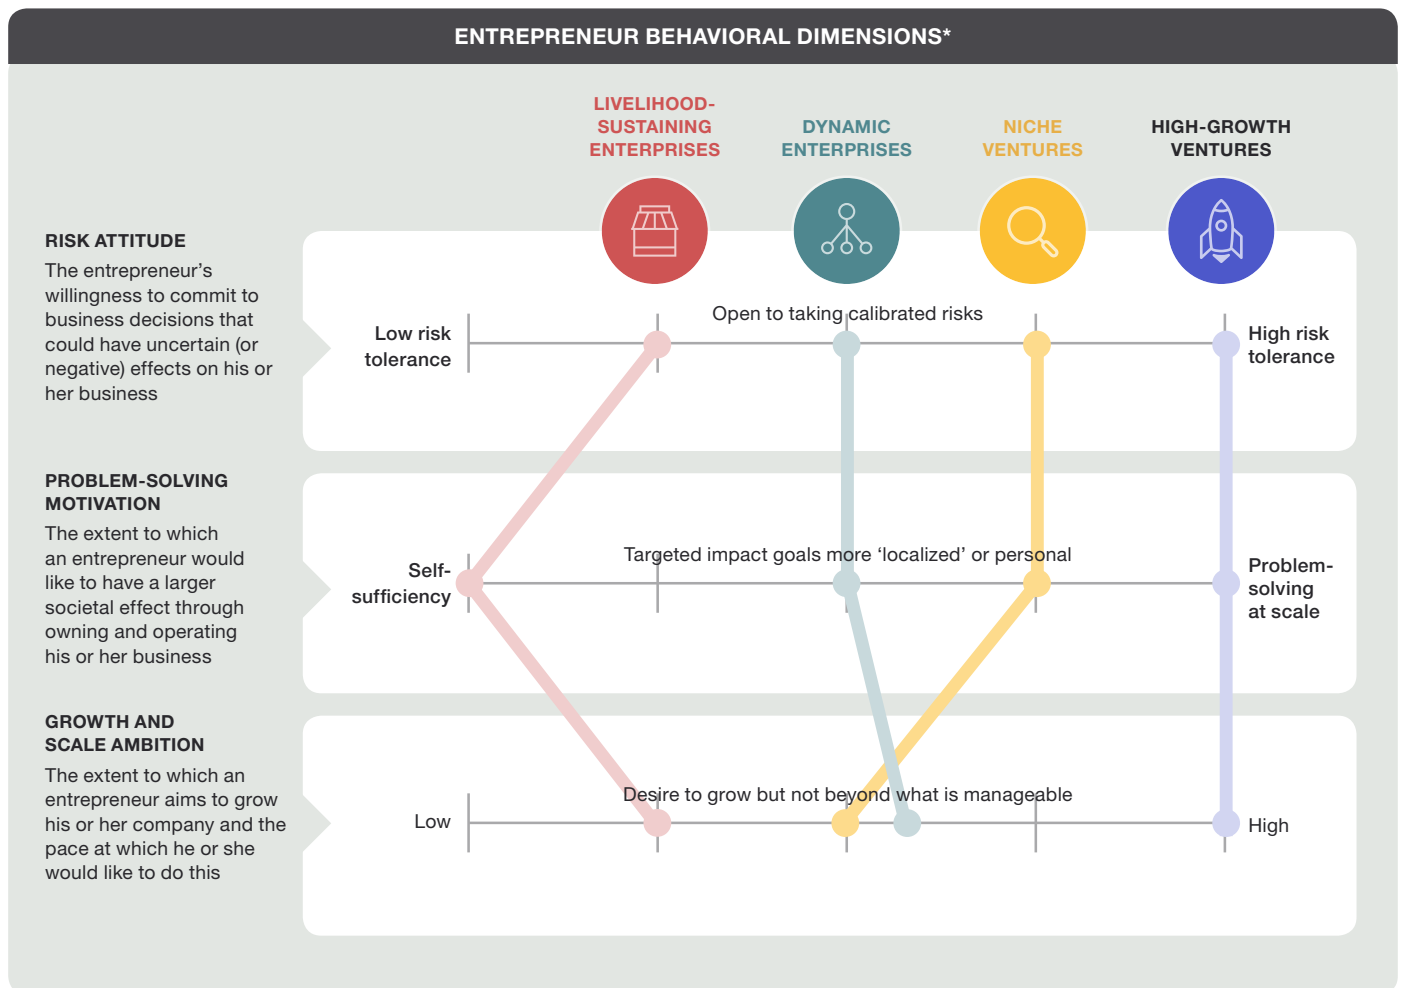 ENTREPRENEUR BEHAVIORAL DIMENSIONS*
LIVELIHOOD-
SUSTAINING
ENTERPRISES
DYNAMIC
ENTERPRISES
NICHE
VENTURES
HIGH-GROWTH
VENTURES
RISK ATTITUDE
The entrepreneur’s
willingness to commit to
business decisions that
could have uncertain (or
negative) effects on his or
her business
Low risk
tolerance
Open to taking calibrated risks
High risk
tolerance
PROBLEM-SOLVING
MOTIVATION
The extent to which
an entrepreneur would
like to have a larger
societal effect through
owning and operating
his or her business
Self-
sufficiency
Targeted impact goals more ‘localized’ or personal
Problem-
solving
at scale
GROWTH AND
SCALE AMBITION
The extent to which an
entrepreneur aims to grow
his or her company and the
pace at which he or she
would like to do this
Low
Desire to grow but not beyond what is manageable
High